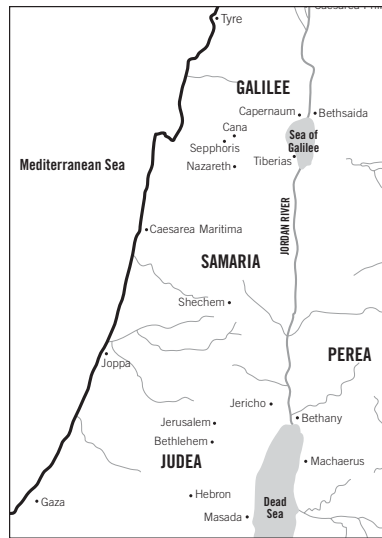 Tyre
GALILEE
Capernaum
Bethsaida
Cana
Sea of
Galilee
Sepphoris
Mediterranean Sea
Nazareth
Tiberias
JORDAN RIVER
Caesarea Maritima
SAMARIA
Shechem
PEREA
Joppa
Jericho
Bethany
Jerusalem
Bethlehem
JUDEA
Machaerus
Hebron
Gaza
Dead
Sea
Masada